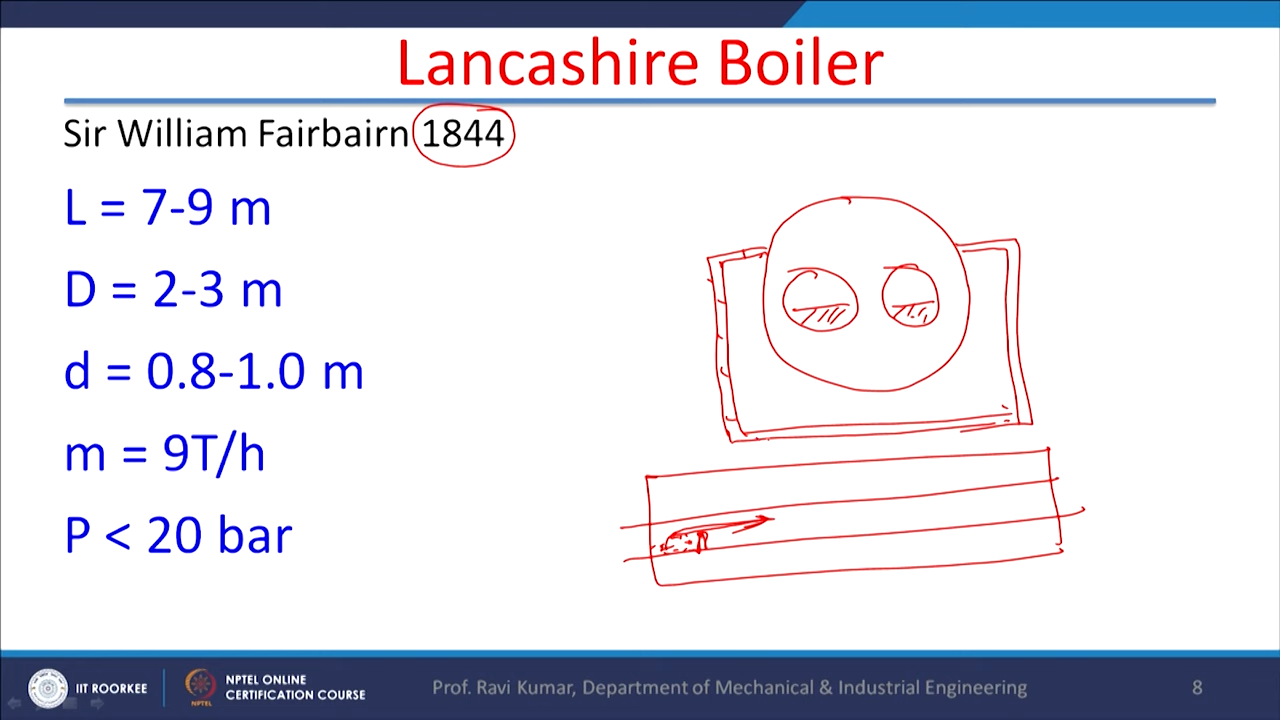 Lancashire Boiler
Sir William Fairbairn 1844
L = 7-9 m
D = 2-3 m
d = 0.8-1.0 m
m = 9T/h
P < 20 bar
IIT ROORKEE
NPTEL
NPTEL ONLINE
CERTIFICATION COURSE
Prof. Ravi Kumar, Department of Mechanical & Industrial Engineering
8